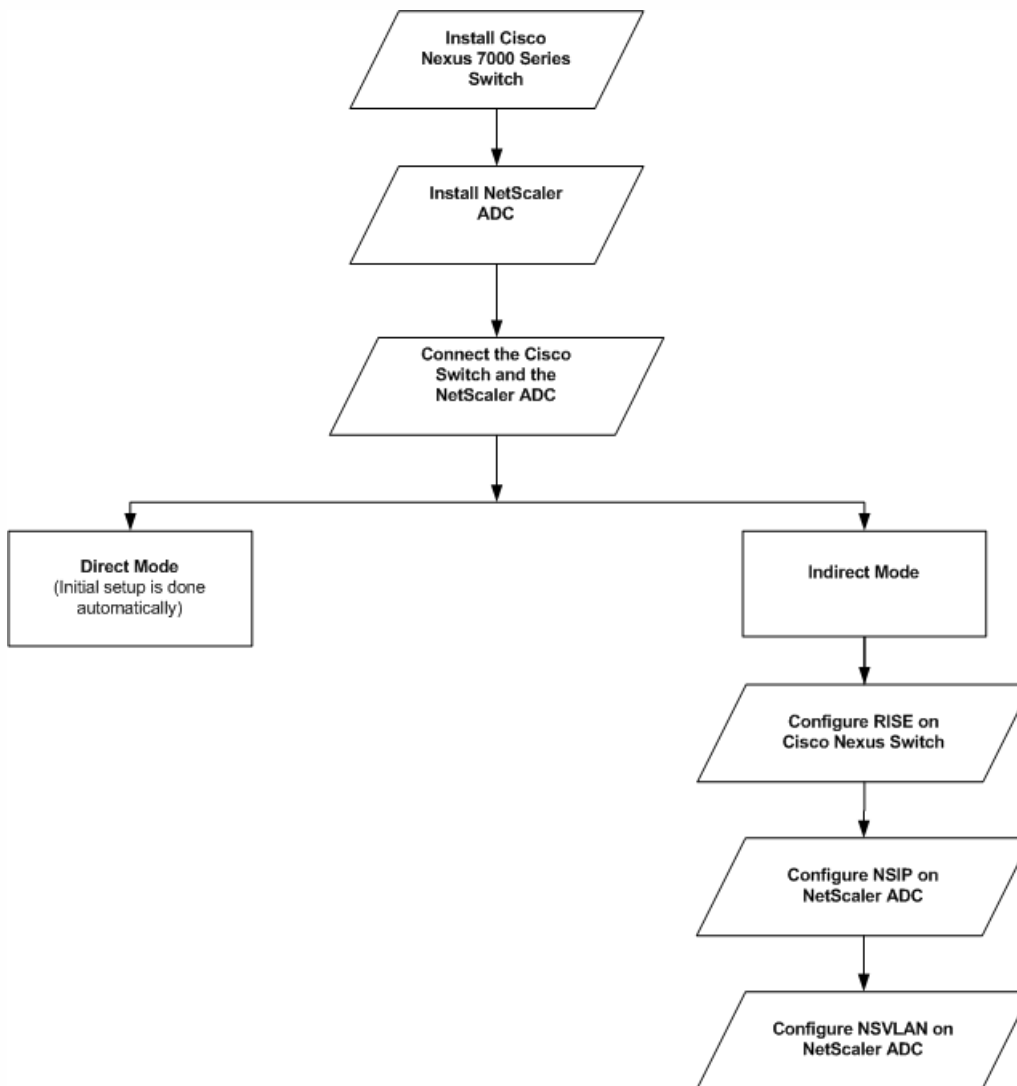 Install Cisco
Nexus 7000 Series
Switch
Install NetScaler
ADC
Connect the Cisco
Switch and the
NetScaler ADC
Direct Mode
(Initial setup is done
automatically)
Indirect Mode
Configure RISE on
Cisco Nexus Switch
Configure NSIP on
NetScaler ADC
Configure NSVLAN on
NetScaler ADC